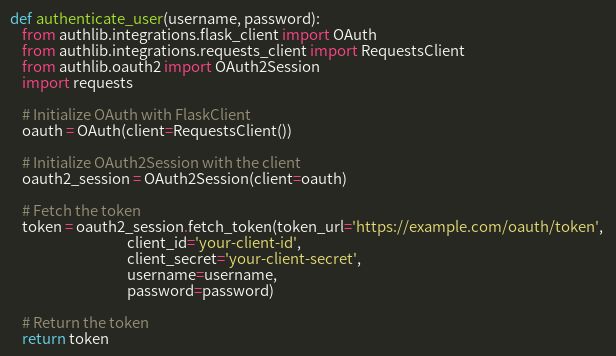 def authenticate_user(username, password):
    from authlib.integrations.flask_client import OAuth
    from authlib.integrations.requests_client import RequestsClient
    from authlib.oauth2 import OAuth2Session
    import requests

    # Initialize OAuth with FlaskClient
    oauth = OAuth(client=RequestsClient())

    # Initialize OAuth2Session with the client
    oauth2_session = OAuth2Session(client=oauth)

    # Fetch the token
    token = oauth2_session.fetch_token(token_url='https://example.com/oauth/token',
                                        client_id='your-client-id',
                                        client_secret='your-client-secret',
                                        username=username,
                                        password=password)

    # Return the token
    return token